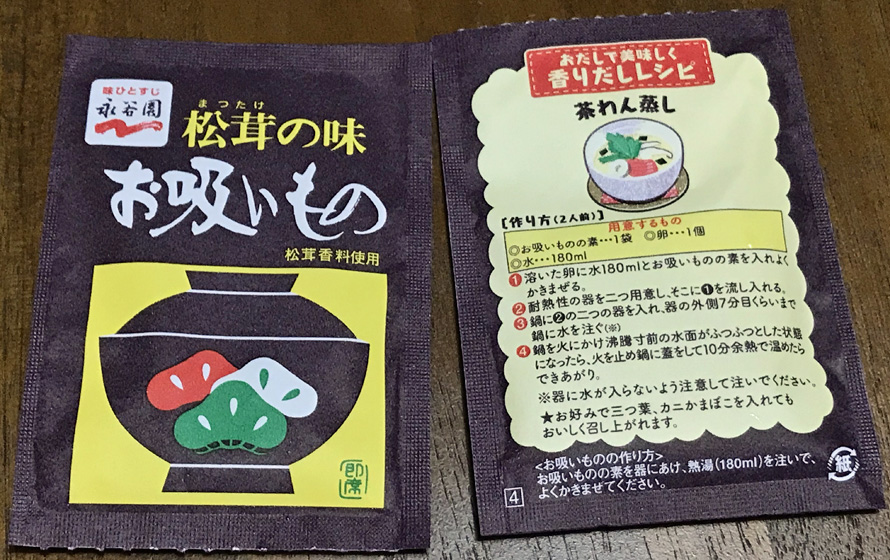 味ひとすじ
永谷園
まつたけ
松茸の味
お吸いもの
松茸香料使用
即席
おだしで美味しく
香りだしレシピ
茶わん蒸し
[作り方(2人前)]
用意するもの
◎お吸いものの素…1袋 ◎卵…1個
◎水…180ml
❶溶いた卵に水180mlとお吸いものの素を入れよく
かきまぜる。
❷耐熱性の器を二つ用意し、そこに❶を流し入れる。
❸鍋に❷の二つの器を入れ、器の外側7分目くらいまで
鍋に水を注ぐ(※)
❹鍋を火にかけ沸騰寸前の水面がふつふつとした状態
になったら、火を止め鍋に蓋をして10分余熱で温めたら
できあがり。
※器に水が入らないよう注意して注いでください。
★お好みで三つ葉、カニかまぼこを入れても
おいしく召し上がれます。
<お吸いものの作り方>
お吸いものの素を器にあけ、熱湯(180ml)を注いで、
よくかきまぜてください。
4
紙